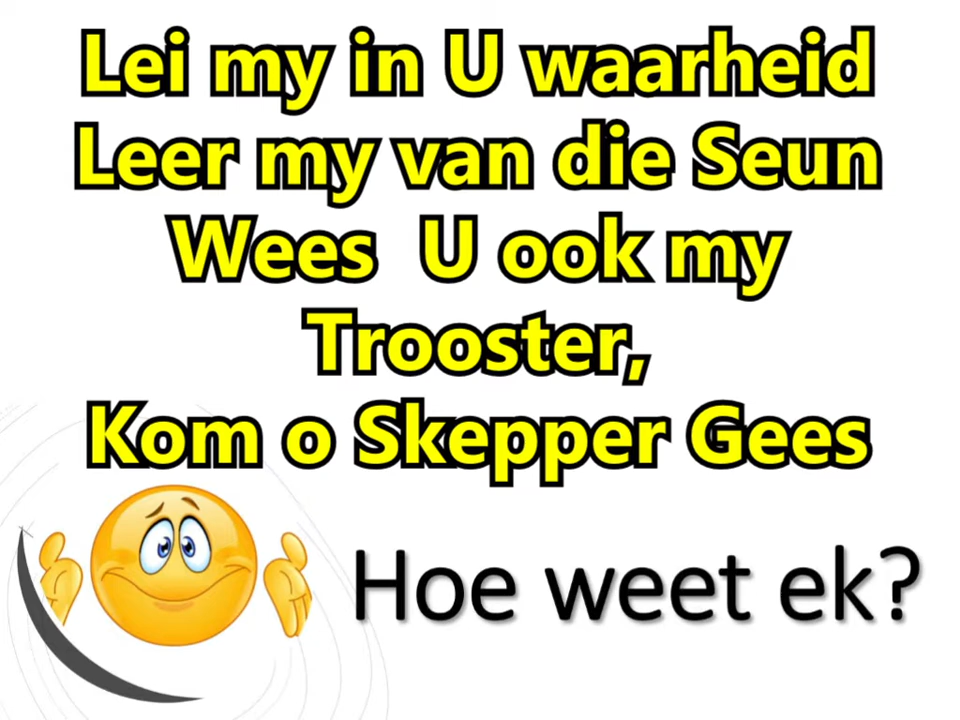 Lei my in U waarheid
Leer my van die Seun
Wees  U ook my
Trooster,
Kom o Skepper Gees
Hoe weet ek?